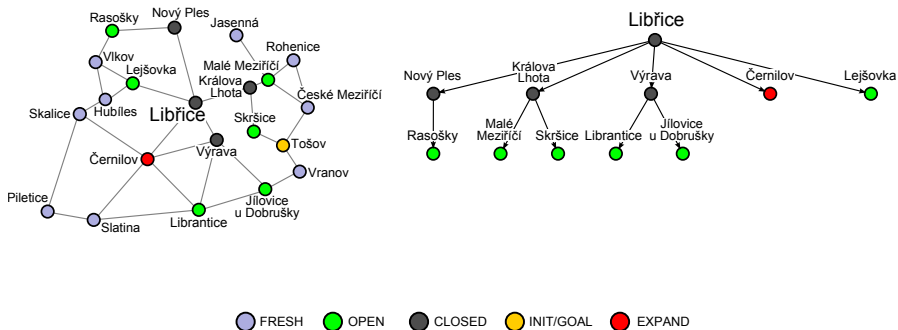 Rasošky
Nový Ples
Jasenná
Rohenice
Vlkov
Lejšovka
Malé Meziříčí
Králova
Lhota
České Meziříčí
Skalice
Hubíles
Libřice
Skršice
Tošov
Černilov
Výrava
Vranov
Piletice
Slatina
Librantice
Jílovice
u Dobrušky
Libřice
Nový Ples
Králova
Lhota
Výrava
Černilov
Lejšovka
Rasošky
Malé
Meziříčí
Skršice
Librantice
Jílovice
u Dobrušky
FRESH
OPEN
CLOSED
INIT/GOAL
EXPAND